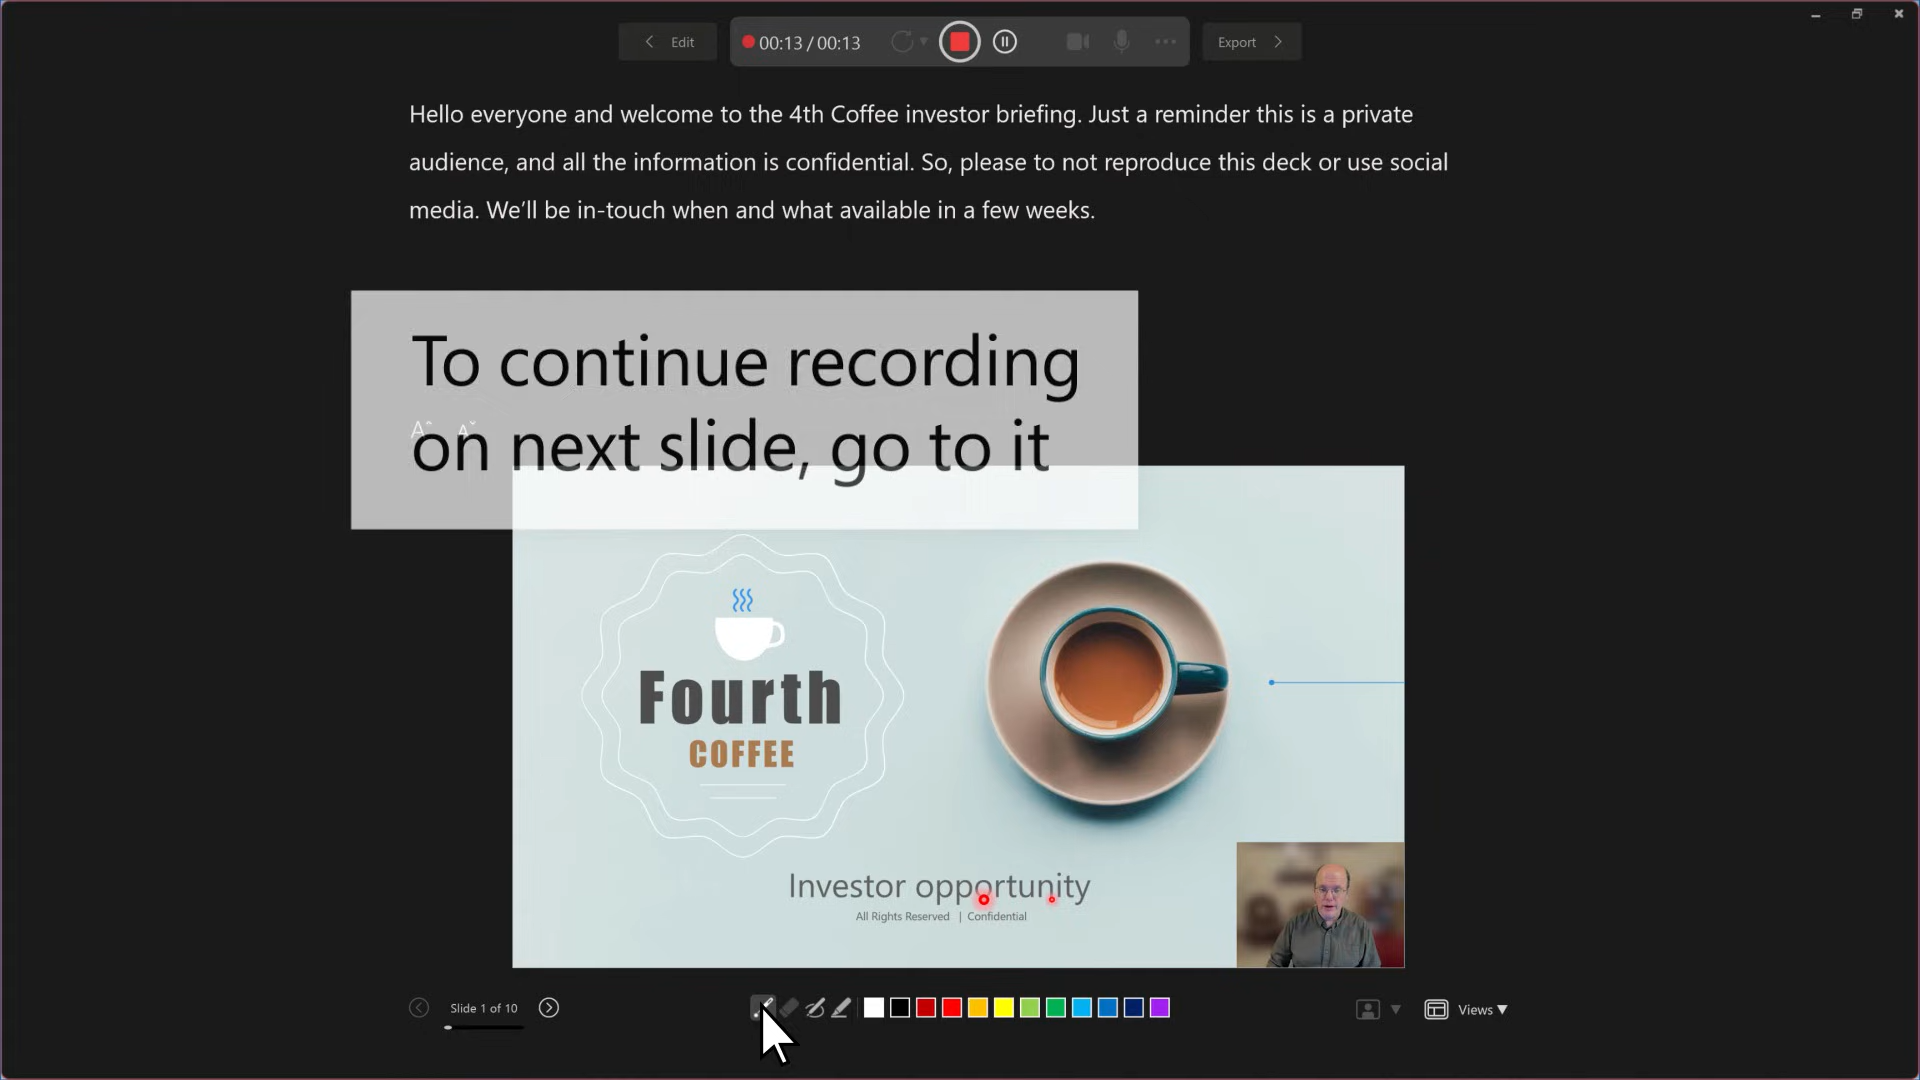 Edit
00:13 / 00:13
Export
Hello everyone and welcome to the 4th Coffee investor briefing. Just a reminder this is a private
audience, and all the information is confidential. So, please to not reproduce this deck or use social
media. We'll be in-touch when and what available in a few weeks.
To continue recording
on next slide, go to it
A A
Fourth
COFFEE
Investor opportunity
All Rights Reserved | Confidential
Slide 1 of 10
Views